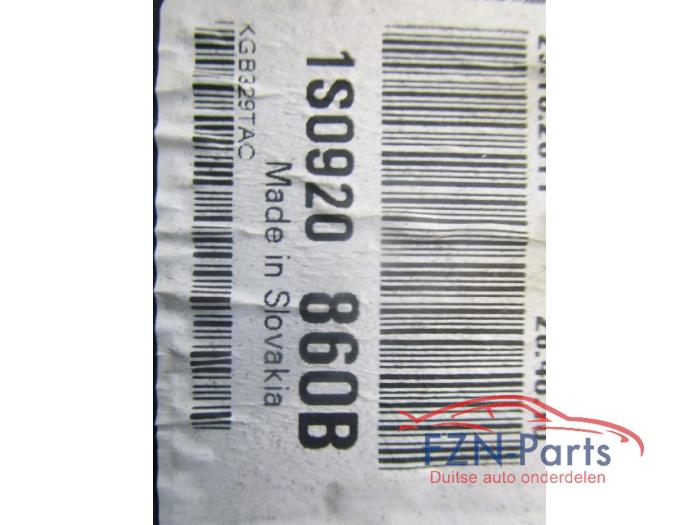 1S0920 860B
Made in Slovakia
KGB329TAC
FZN-Parts
Duitse auto onderdelen